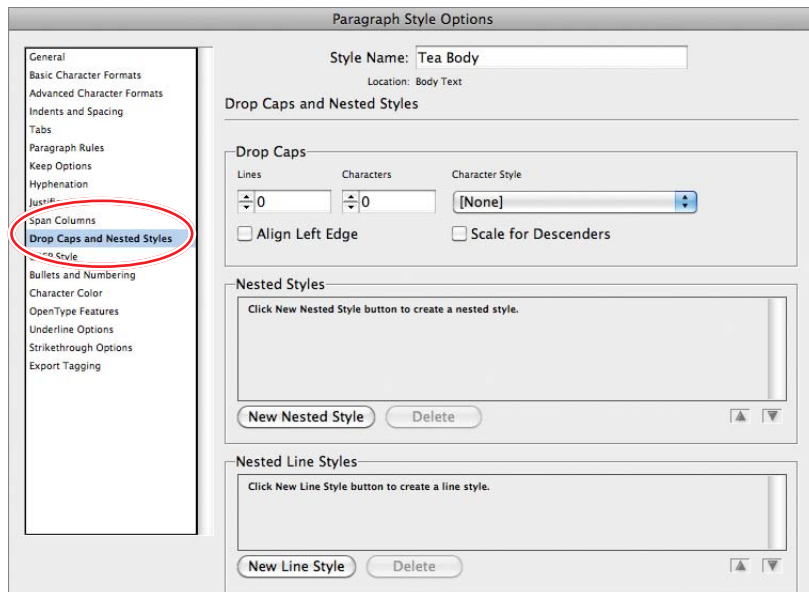 Paragraph Style Options
General
Basic Character Formats
Advanced Character Formats
Indents and Spacing
Tabs
Paragraph Rules
Keep Options
Hyphenation
Span Columns
Drop Caps and Nested Styles
Style
Bullets and Numbering
Character Color
OpenType Features
Underline Options
Strikethrough Options
Export Tagging
Style Name: Tea Body
Location: Body Text
Drop Caps and Nested Styles
Drop Caps
Lines Characters Character Style
0 0 [None]
Align Left Edge Scale for Descenders
Nested Styles
Click New Nested Style button to create a nested style.
New Nested Style Delete
Nested Line Styles
Click New Line Style button to create a line style.
New Line Style Delete